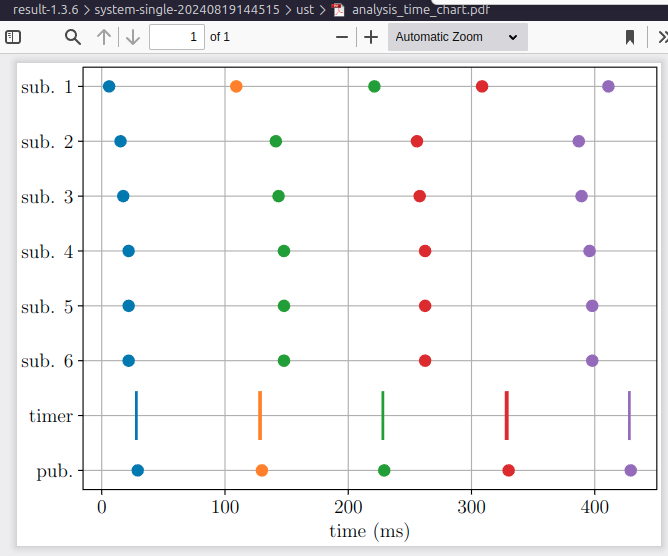 result-1.3.6 > system-single-20240819144515 > ust > analysis_time_chart.pdf
1 of 1 Automatic Zoom
sub. 1
sub. 2
sub. 3
sub. 4
sub. 5
sub. 6
timer
pub.
0 100 200 300 400
time (ms)